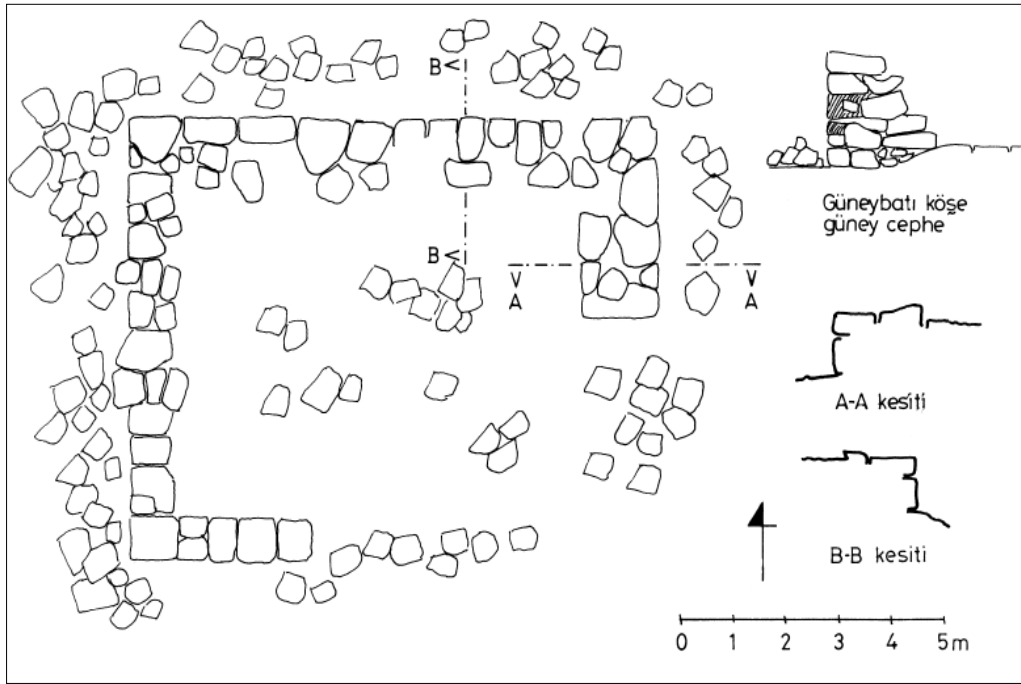 B <
B <
V
A
V
A
Güneybatı köşe
güney cephe
A-A kesiti
B-B kesiti
0 1 2 3 4 5 m